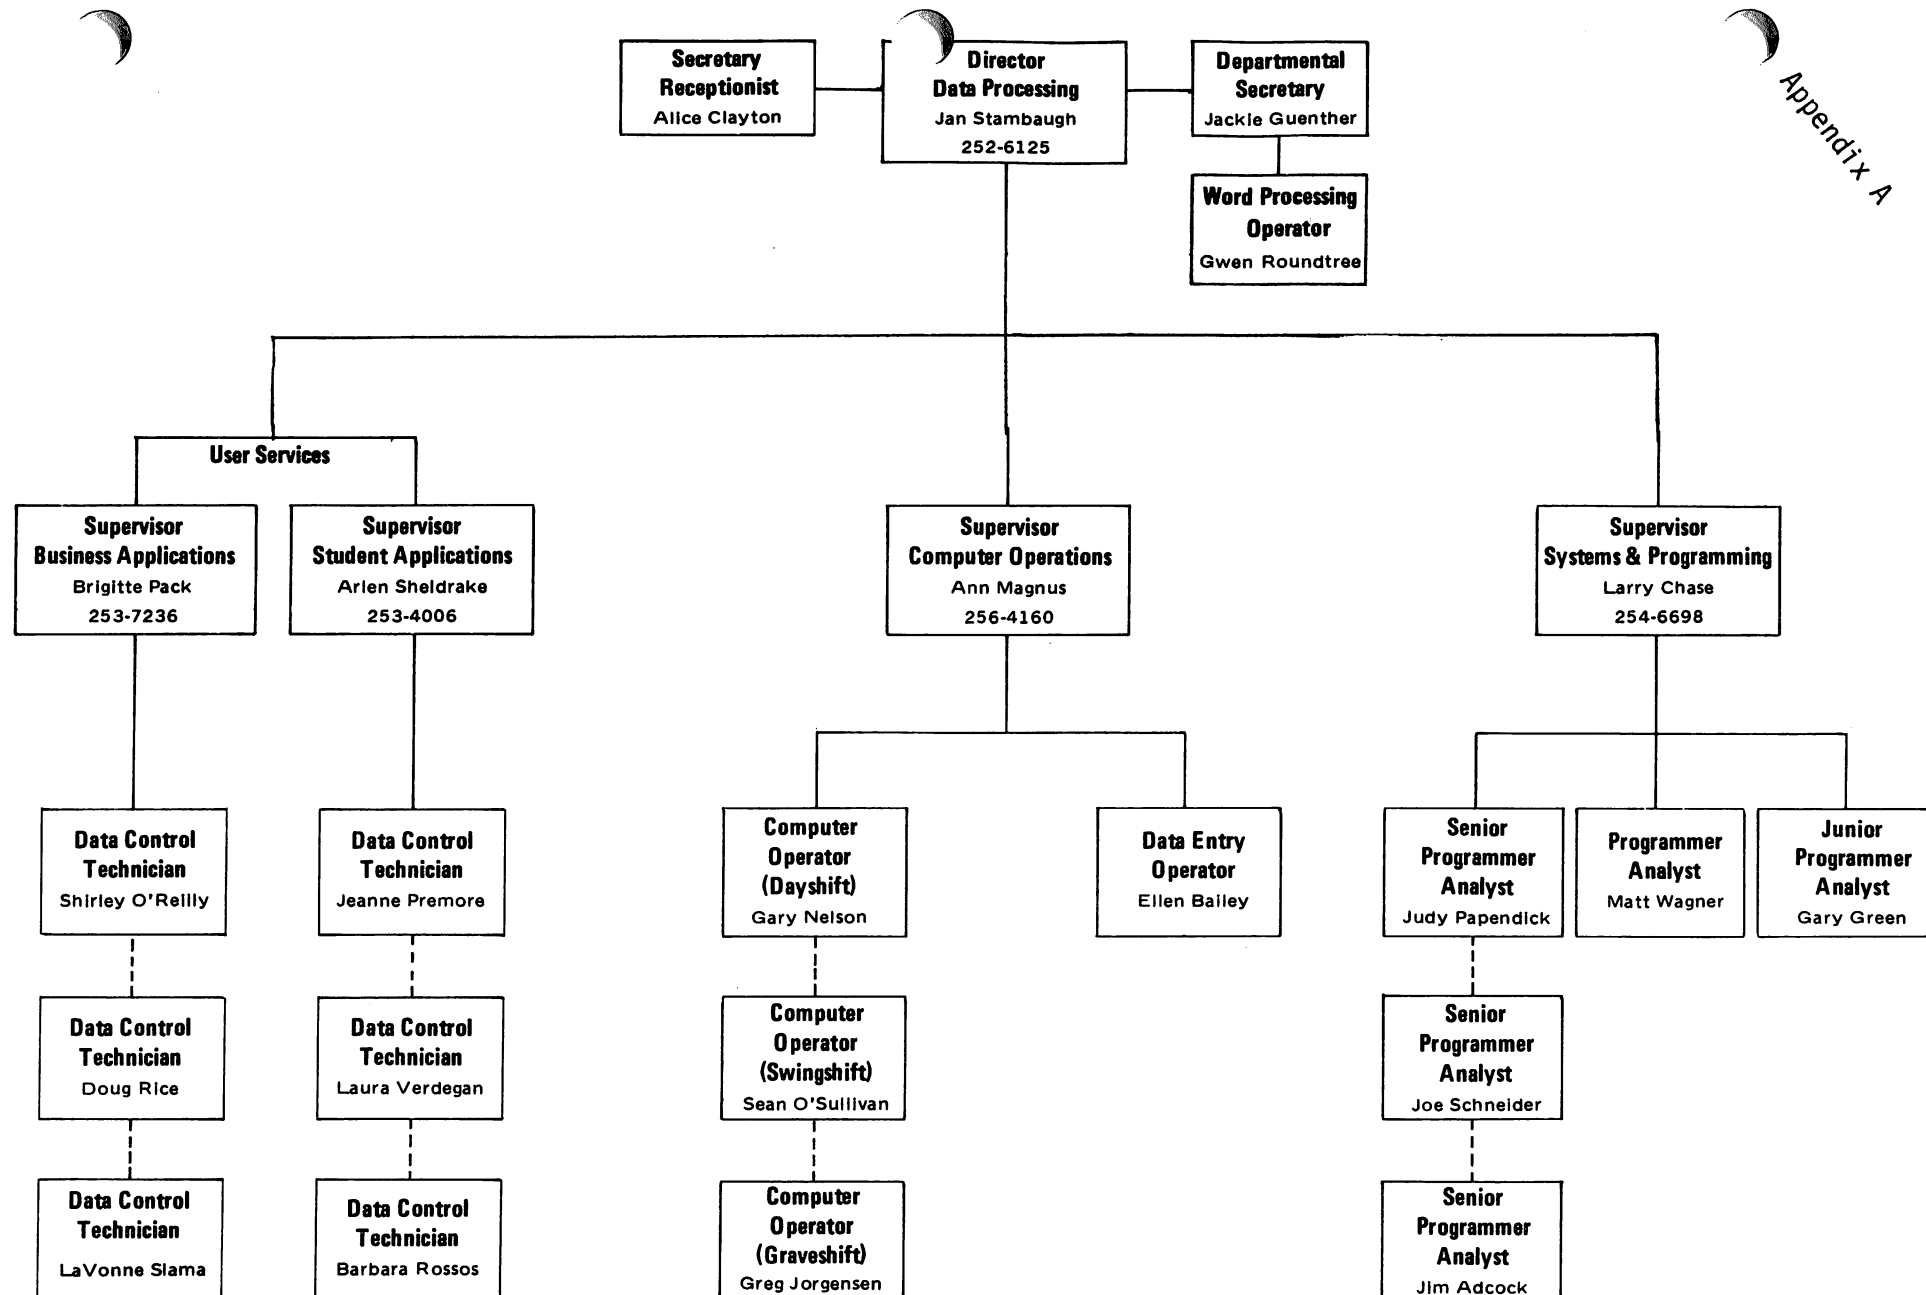 Secretary
Receptionist
Alice Clayton
Director
Data Processing
Jan Stambaugh
252-6125
Departmental
Secretary
Jackie Guenther
Word Processing
Operator
Gwen Roundtree
Appendix A
User Services
Supervisor
Business Applications
Brigitte Pack
253-7236
Supervisor
Student Applications
Arlen Sheldrake
253-4006
Supervisor
Computer Operations
Ann Magnus
256-4160
Supervisor
Systems & Programming
Larry Chase
254-6698
Data Control
Technician
Shirley O'Reilly
Data Control
Technician
Jeanne Premore
Computer
Operator
(Dayshift)
Gary Nelson
Data Entry
Operator
Ellen Bailey
Senior
Programmer
Analyst
Judy Papendick
Programmer
Analyst
Matt Wagner
Junior
Programmer
Analyst
Gary Green
Data Control
Technician
Doug Rice
Data Control
Technician
Laura Verdegan
Computer
Operator
(Swingshift)
Sean O'Sullivan
Senior
Programmer
Analyst
Joe Schneider
Data Control
Technician
LaVonne Slama
Data Control
Technician
Barbara Rossos
Computer
Operator
(Graveshift)
Greg Jorgensen
Senior
Programmer
Analyst
Jim Adcock